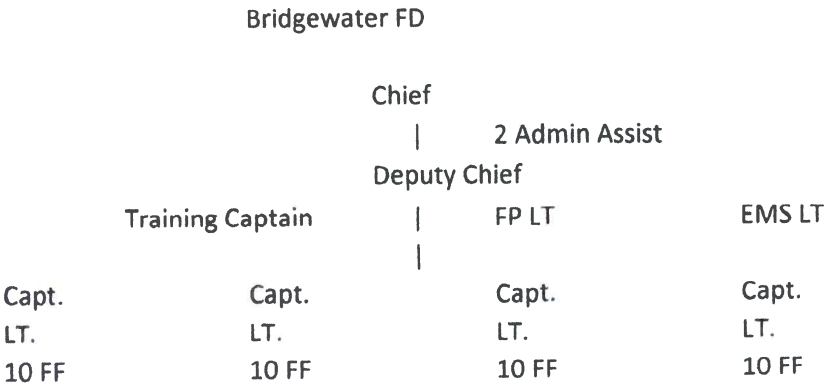 Bridgewater FD
Chief
| 2 Admin Assist
Deputy Chief
Training Captain | FP LT EMS LT
|
Capt. Capt. Capt. Capt.
LT. LT. LT. LT.
10 FF 10 FF 10 FF 10 FF